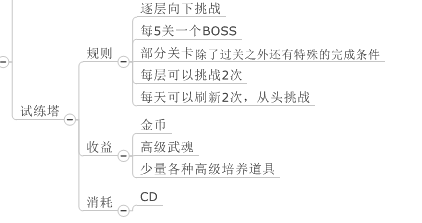 逐层向下挑战
每5关一个BOSS
规则
部分关卡除了过关之外还有特殊的完成条件
每层可以挑战2次
每天可以刷新2次，从头挑战
试练塔
金币
收益
高级武魂
少量各种高级培养道具
消耗
CD